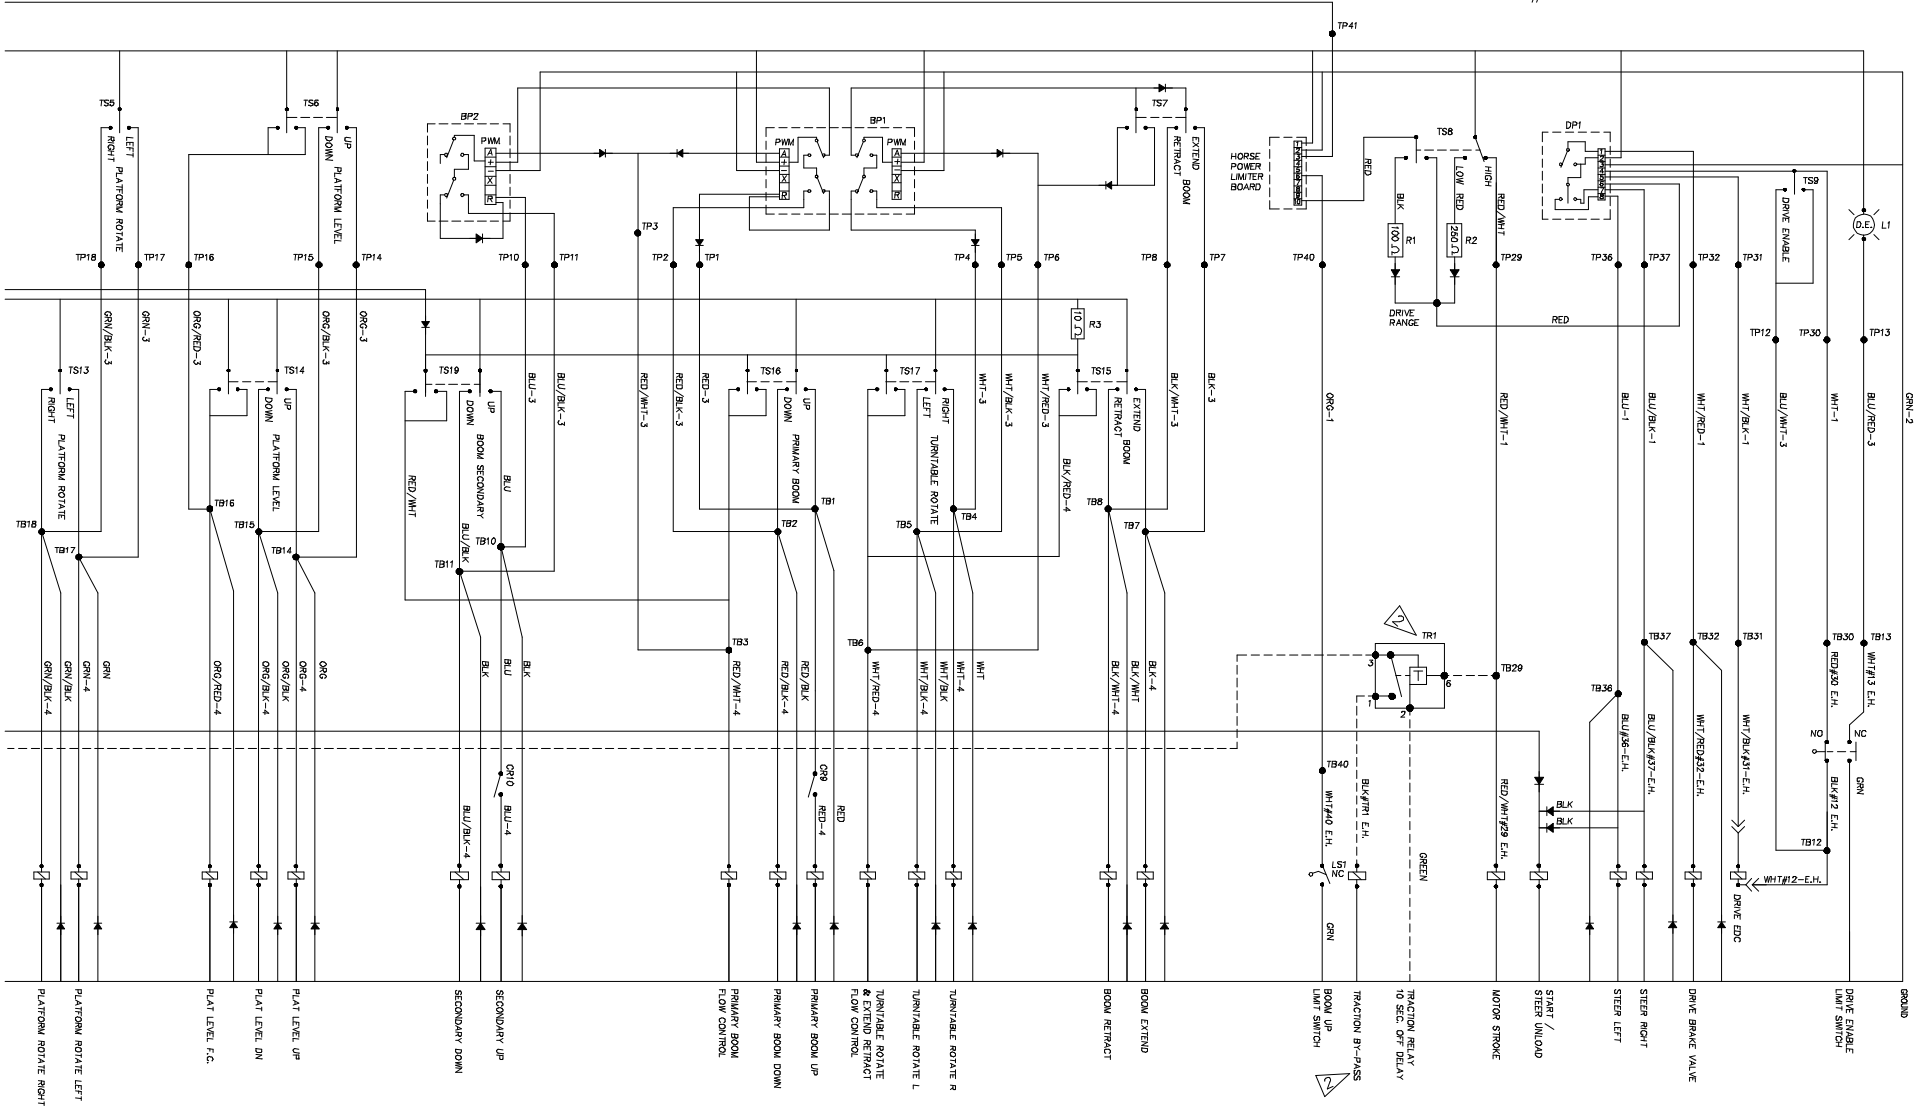 TP41
TS5
RIGHT
LEFT
PLATFORM ROTATE
TS6
DOWN
UP
PLATFORM LEVEL
BP2
PWM
A
+
−
X
R
BP1
PWM
A
+
−
X
R
PWM
A
+
−
X
R
TS7
RETRACT
EXTEND
BOOM
HORSE
POWER
LIMITER
BOARD
RED
TS8
BLK
LOW RED
HIGH
RED/WHT
100 Ω
R1
250 Ω
R2
DRIVE
RANGE
RED
DP1
TS9
DRIVE ENABLE
D.E.
L1
TP18
TP17
TP16
TP15
TP14
TP10
TP11
TP3
TP2
TP1
TP4
TP5
TP6
TP8
TP7
TP40
TP29
TP36
TP37
TP32
TP31
TP12
TP30
TP13
GRN/BLK-3
GRN-3
ORG/RED-3
ORG/BLK-3
ORG-3
BLU-3
BLU/BLK-3
RED/WHT-3
RED/BLK-3
RED-3
WHT-3
WHT/BLK-3
WHT/RED-3
10 Ω
R3
BLK/WHT-3
BLK-3
ORG-1
RED/WHT-1
BLU-1
BLU/BLK-1
WHT/RED-1
WHT/BLK-1
BLU/WHT-3
WHT-1
BLU/RED-3
GRN-2
TS13
RIGHT
LEFT
PLATFORM ROTATE
TS14
DOWN
UP
PLATFORM LEVEL
TS19
DOWN
UP
BOOM SECONDARY
TS16
DOWN
UP
PRIMARY BOOM
TS17
LEFT
RIGHT
TURNTABLE ROTATE
TS15
RETRACT
EXTEND
BOOM
RED/WHT
BLU/BLK
BLU
BLK/RED-4
TB18
TB17
TB16
TB15
TB14
TB11
TB10
TB3
TB2
TB1
TB6
TB5
TB4
TB8
TB7
2
TR1
3
1
T
6
2
TB29
TB36
TB37
TB32
TB31
TB30
TB13
GRN/BLK-4
GRN/BLK
GRN-4
GRN
ORG/RED-4
ORG/BLK-4
ORG/BLK
ORG-4
ORG
BLK
BLU
BLK
RED/WHT-4
RED/BLK-4
RED/BLK
WHT/RED-4
WHT/BLK-4
WHT/BLK
WHT-4
WHT
BLK/WHT-4
BLK/WHT
BLK-4
BLU#36-E.H.
BLU/BLK#37-E.H.
WHT/RED#32-E.H.
WHT/BLK#31-E.H.
RED#30 E.H.
WHT#13 E.H.
NO
NC
GRN
BLK#12 E.H.
TB12
WHT#12-E.H.
CR10
BLU/BLK-4
BLU-4
CR9
RED-4
RED
TB40
WHT#40 E.H.
LS1
NC
GRN
BLK#TR1 E.H.
GREEN
RED/WHT#29 E.H.
BLK
BLK
DRIVE EDC
PLATFORM ROTATE RIGHT
PLATFORM ROTATE LEFT
PLAT LEVEL F.C.
PLAT LEVEL DN
PLAT LEVEL UP
SECONDARY DOWN
SECONDARY UP
PRIMARY BOOM
FLOW CONTROL
PRIMARY BOOM DOWN
PRIMARY BOOM UP
TURNTABLE ROTATE
& EXTEND RETRACT
FLOW CONTROL
TURNTABLE ROTATE L
TURNTABLE ROTATE R
BOOM RETRACT
BOOM EXTEND
BOOM UP
LIMIT SWITCH
TRACTION BY-PASS
2
TRACTION RELAY
10 SEC. OFF DELAY
MOTOR STROKE
START /
STEER UNLOAD
STEER LEFT
STEER RIGHT
DRIVE BRAKE VALVE
DRIVE ENABLE
LIMIT SWITCH
GROUND